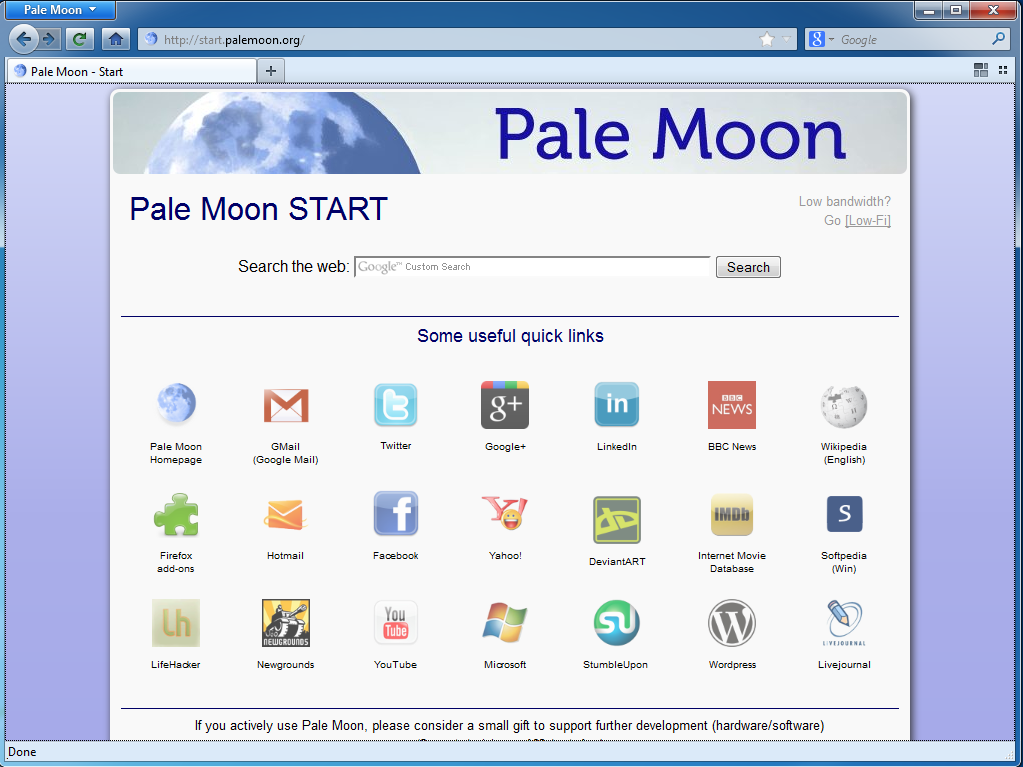 Pale Moon
http://start.palemoon.org/
Google
Pale Moon - Start
Pale Moon
Pale Moon START
Low bandwidth?
Go [Low-Fi]
Search the web:
Google™ Custom Search
Search
Some useful quick links
g+
in
BBC
NEWS
Pale Moon
Homepage
GMail
(Google Mail)
Twitter
Google+
LinkedIn
BBC News
Wikipedia
(English)
IMDb
S
Firefox
add-ons
Hotmail
Facebook
Yahoo!
DeviantART
Internet Movie
Database
Softpedia
(Win)
lh
NEWGROUNDS
You
Tube
LIVEJOURNAL
LifeHacker
Newgrounds
YouTube
Microsoft
StumbleUpon
Wordpress
Livejournal
If you actively use Pale Moon, please consider a small gift to support further development (hardware/software)
Done